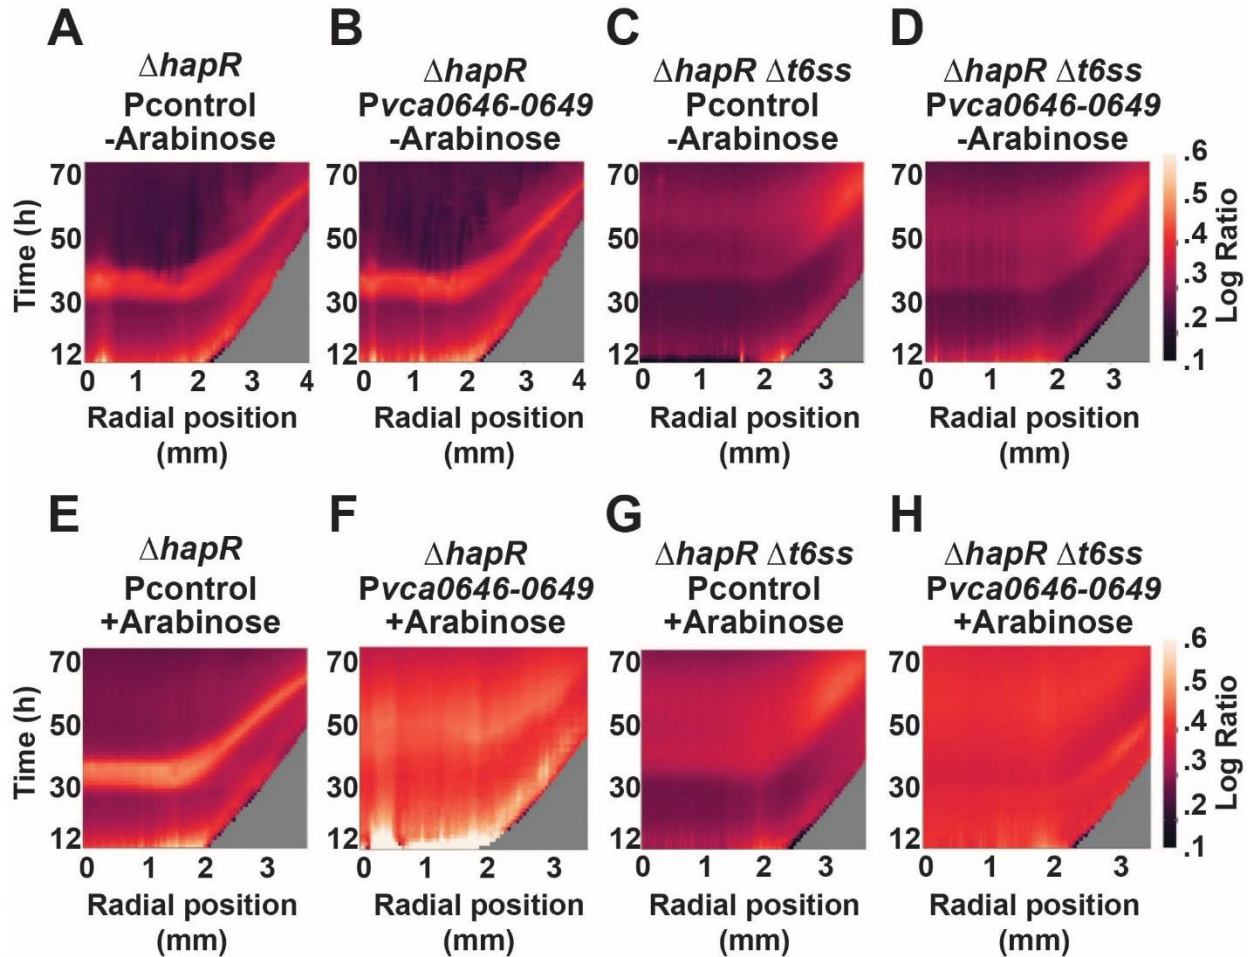 A
ΔhapR
Pcontrol
-Arabinose
B
ΔhapR
Pvca0646-0649
-Arabinose
C
ΔhapR Δt6ss
Pcontrol
-Arabinose
D
ΔhapR Δt6ss
Pvca0646-0649
-Arabinose
Time (h)
70
50
30
12
0 1 2 3 4
Radial position
(mm)
70
50
30
12
0 1 2 3 4
Radial position
(mm)
70
50
30
12
0 1 2 3
Radial position
(mm)
70
50
30
12
0 1 2 3
Radial position
(mm)
.6
.5
.4
.3
.2
.1
Log Ratio
E
ΔhapR
Pcontrol
+Arabinose
F
ΔhapR
Pvca0646-0649
+Arabinose
G
ΔhapR Δt6ss
Pcontrol
+Arabinose
H
ΔhapR Δt6ss
Pvca0646-0649
+Arabinose
Time (h)
70
50
30
12
0 1 2 3
Radial position
(mm)
70
50
30
12
0 1 2 3
Radial position
(mm)
70
50
30
12
0 1 2 3
Radial position
(mm)
70
50
30
12
0 1 2 3
Radial position
(mm)
.6
.5
.4
.3
.2
.1
Log Ratio